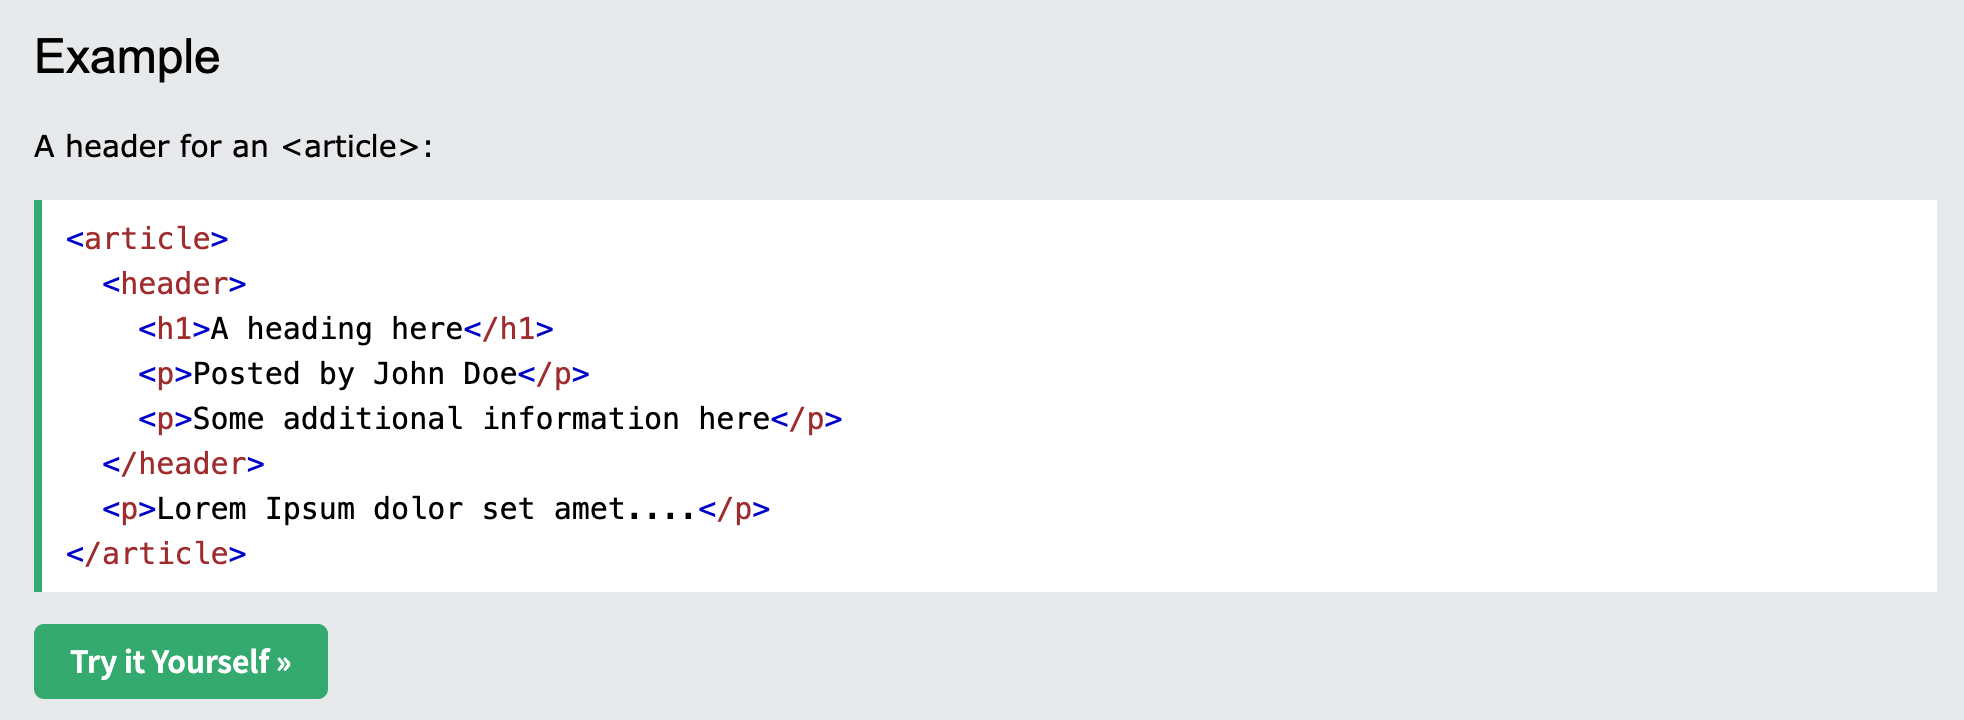 Example
A header for an <article>:
<article>
  <header>
    <h1>A heading here</h1>
    <p>Posted by John Doe</p>
    <p>Some additional information here</p>
  </header>
  <p>Lorem Ipsum dolor set amet....</p>
</article>
Try it Yourself »